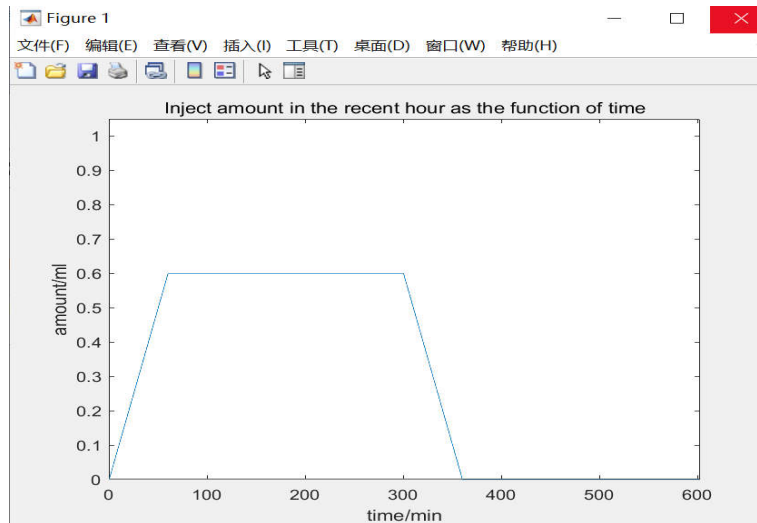 Figure 1
文件(F) 编辑(E) 查看(V) 插入(I) 工具(T) 桌面(D) 窗口(W) 帮助(H)
Inject amount in the recent hour as the function of time
1
0.9
0.8
0.7
0.6
0.5
0.4
0.3
0.2
0.1
0
amount/ml
0 100 200 300 400 500 600
time/min